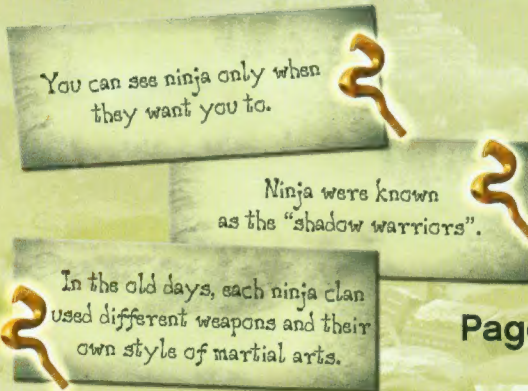 You can see ninja only when
they want you to.
Ninja were known
as the "shadow warriors".
In the old days, each ninja clan
used different weapons and their
own style of martial arts.